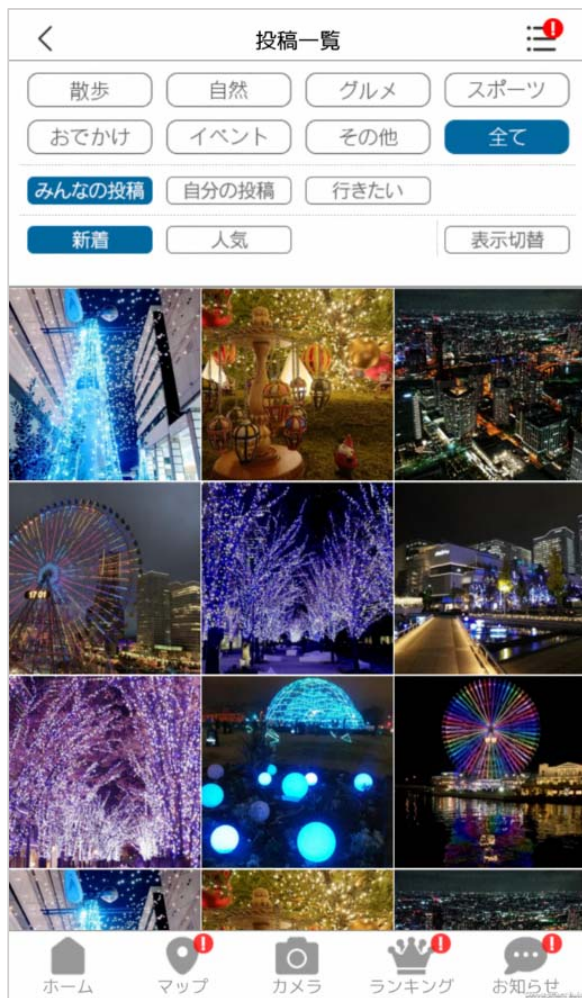 投稿一覧
散歩 自然 グルメ スポーツ
おでかけ イベント その他 全て
みんなの投稿 自分の投稿 行きたい
新着 人気 表示切替
17:01
ホーム マップ カメラ ランキング お知らせ